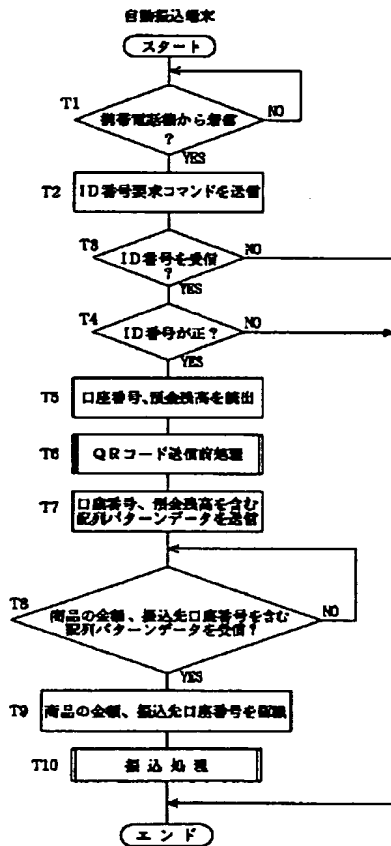 自動振込端末
スタート
T1
携帯電話機から着信
?
NO
YES
T2
ID番号要求コマンドを送信
T3
ID番号を受信
?
NO
YES
T4
ID番号が正?
NO
YES
T5
口座番号、預金残高を読出
T6
QRコード送信前処理
T7
口座番号、預金残高を含む
配列パターンデータを送信
T8
商品の金額、振込先口座番号を含む
配列パターンデータを受信?
NO
YES
T9
商品の金額、振込先口座番号を認識
T10
振込処理
エンド